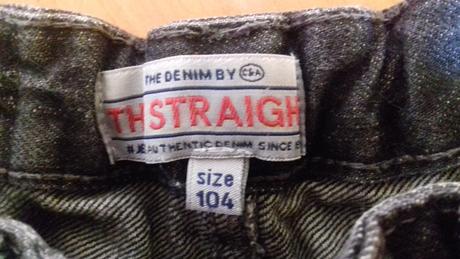 THE DENIM BY C&A
THSTRAIGH
AUTHENTIC DENIM SINCE
size
104